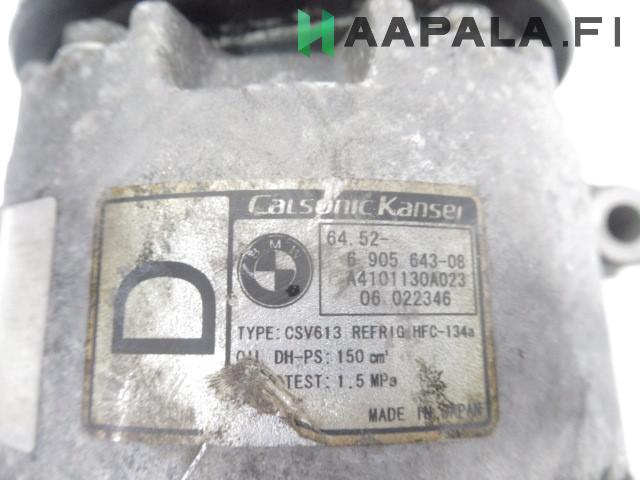 HAAPALA.FI
Calsonic Kansei
D
BMW
64.52-
6 905 643-08
A4101130A023
06 022346
TYPE: CSV613 REFRIG HFC-134a
OIL DH-PS: 150 cm³
TEST: 1.5 MPa
MADE IN JAPAN